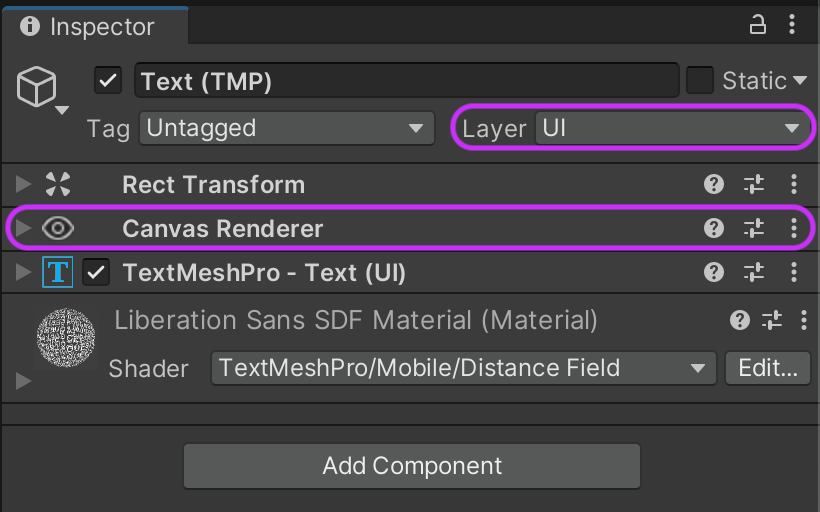 Inspector
Text (TMP)
Static
Tag Untagged
Layer UI
Rect Transform
Canvas Renderer
T TextMeshPro - Text (UI)
Liberation Sans SDF Material (Material)
Shader TextMeshPro/Mobile/Distance Field Edit...
Add Component